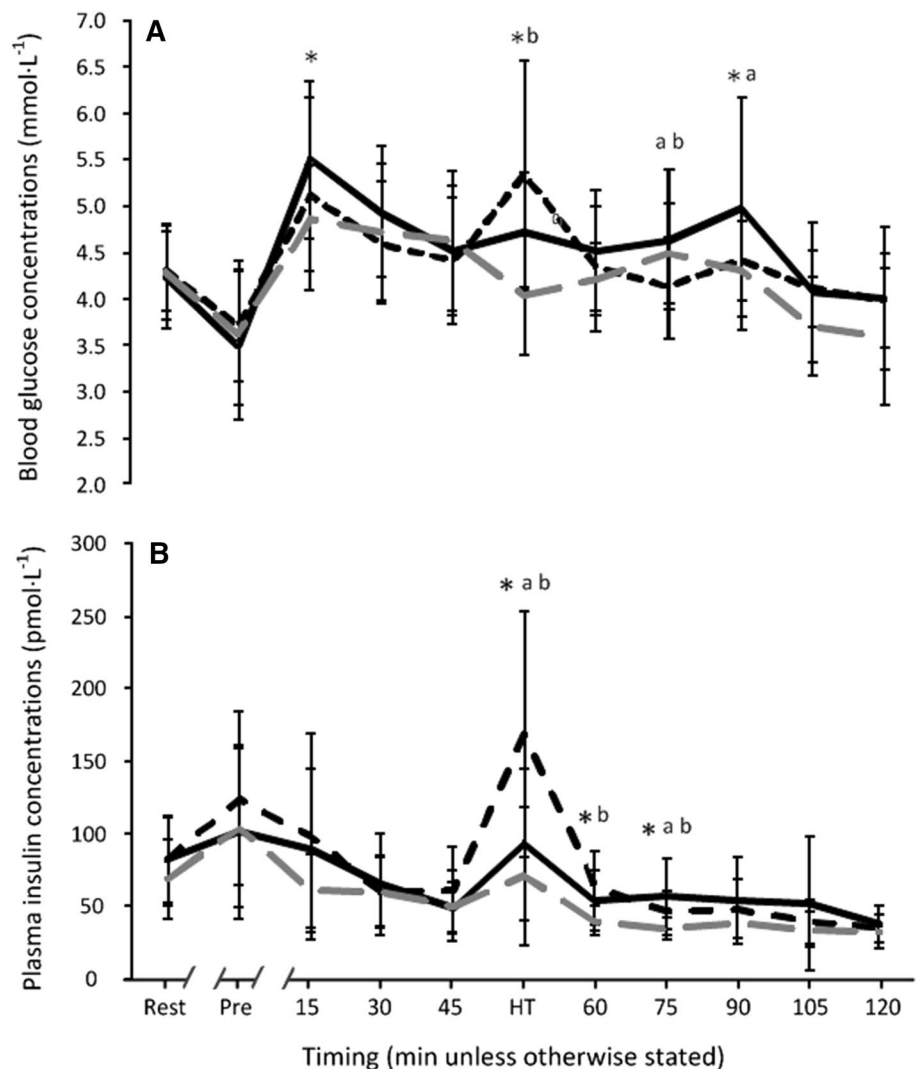 A
Blood glucose concentrations (mmol·L-1)
7.0
6.5
6.0
5.5
5.0
4.5
4.0
3.5
3.0
2.5
2.0
*
*b
a b
* a
B
Plasma insulin concentrations (pmol·L-1)
300
250
200
150
100
50
0
* a b
*b
* a b
Rest Pre 15 30 45 HT 60 75 90 105 120
Timing (min unless otherwise stated)